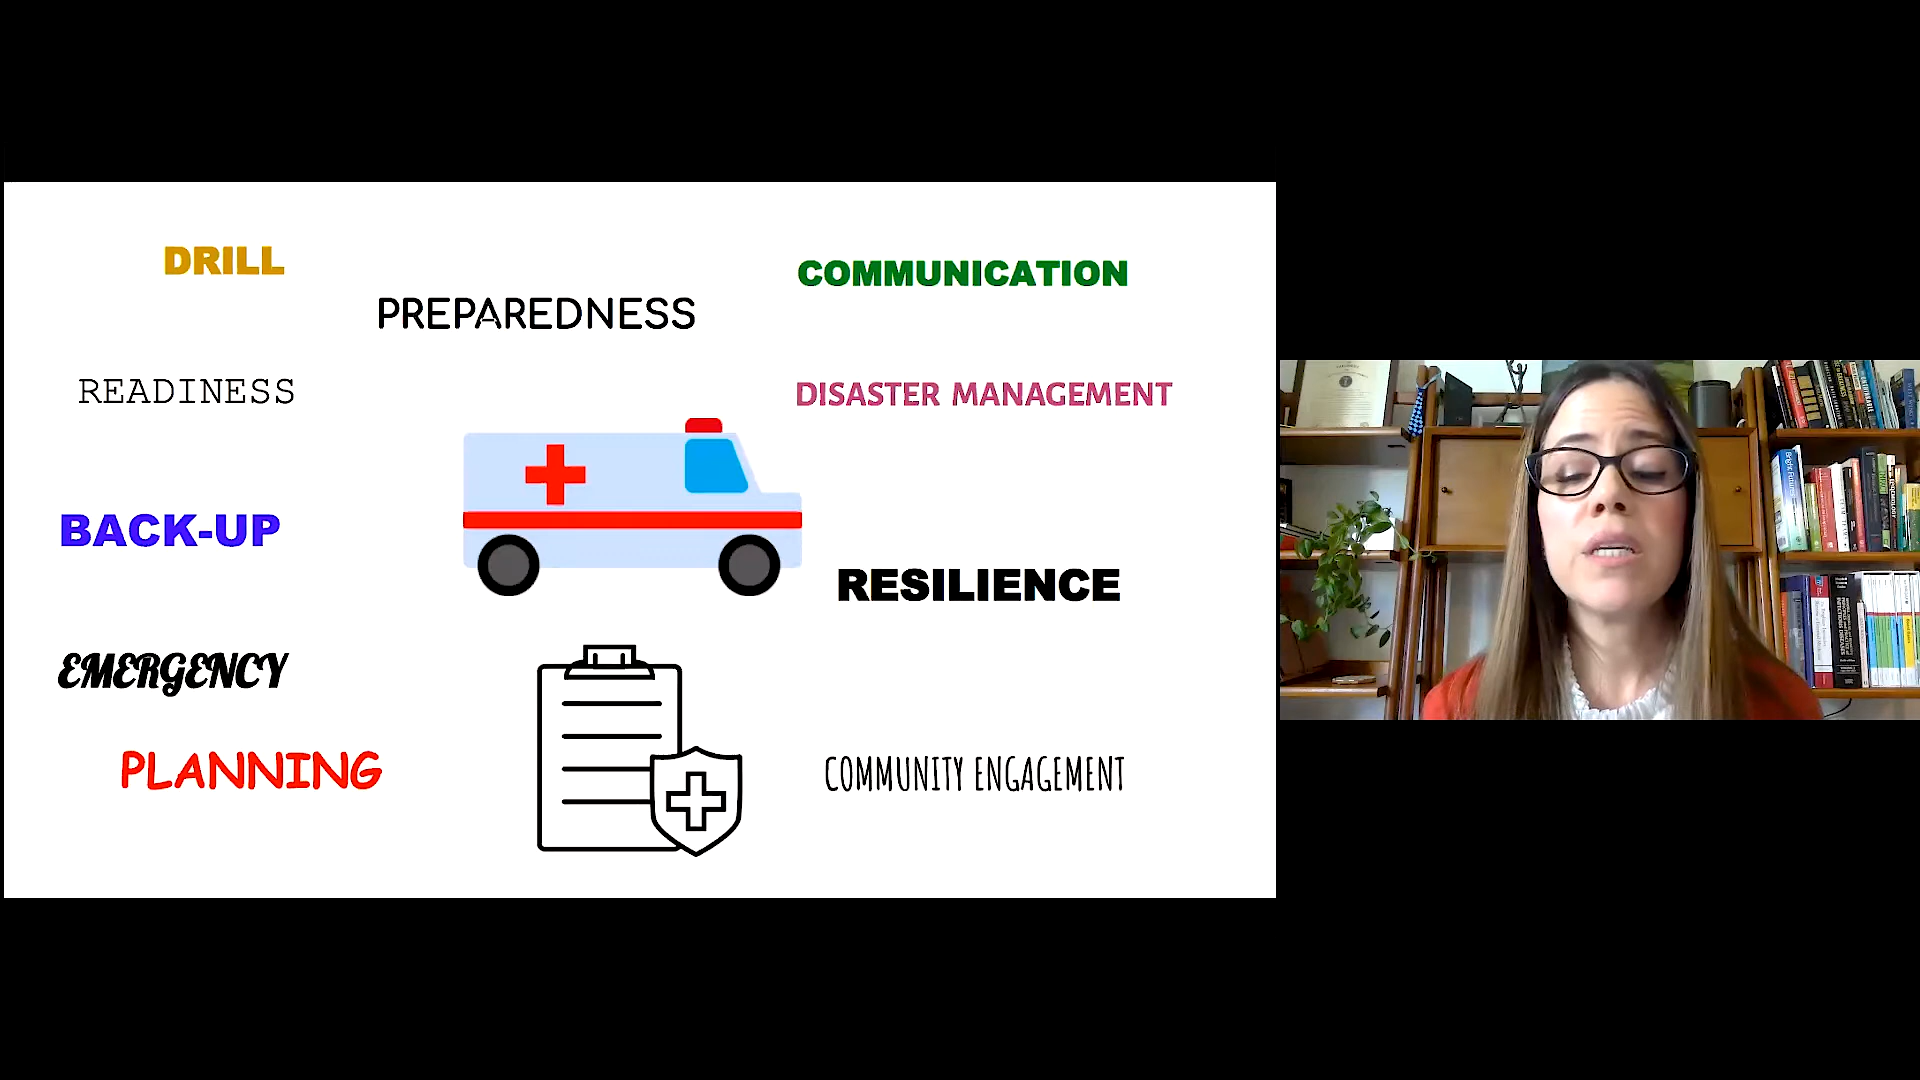 DRILL
COMMUNICATION
PREPAREDNESS
READINESS
DISASTER MANAGEMENT
BACK-UP
RESILIENCE
EMERGENCY
PLANNING
COMMUNITY ENGAGEMENT